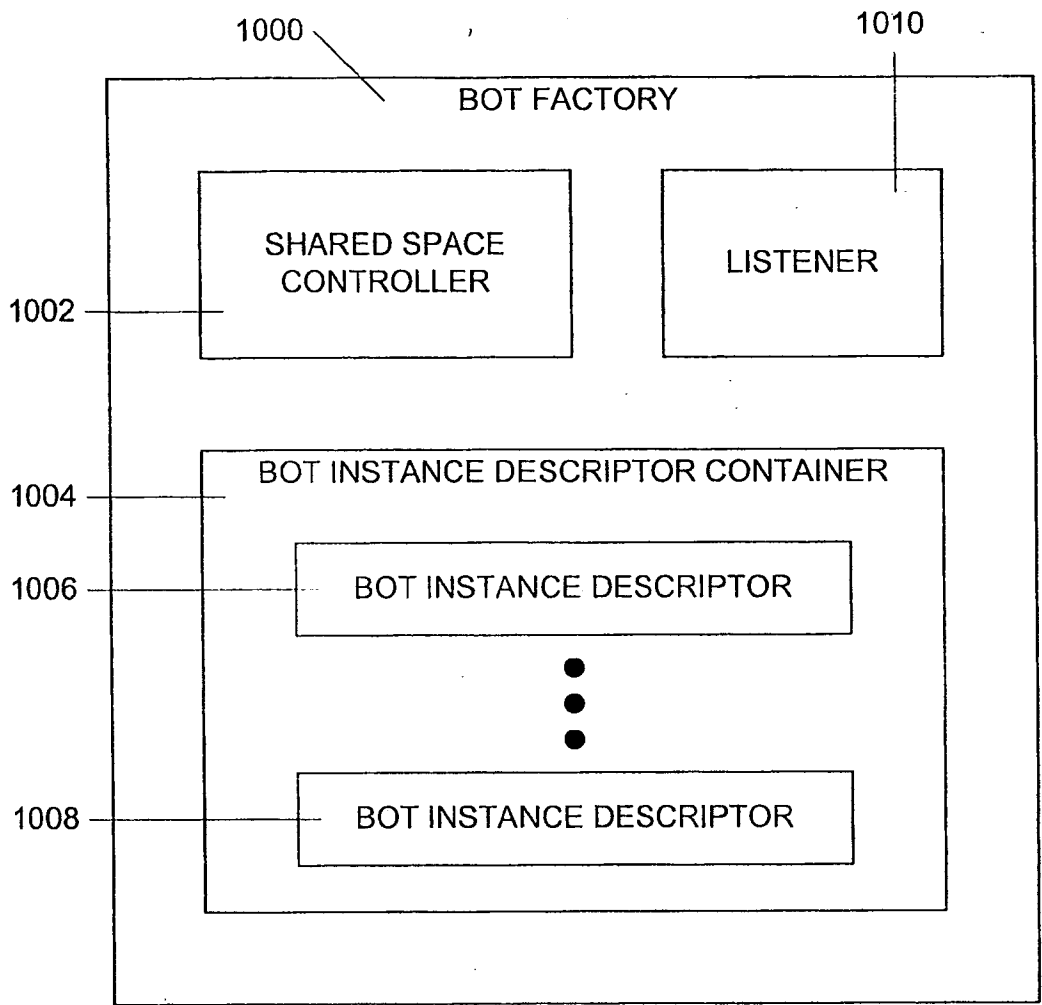 1000
1010
BOT FACTORY
SHARED SPACE
CONTROLLER
LISTENER
1002
BOT INSTANCE DESCRIPTOR CONTAINER
1004
1006
BOT INSTANCE DESCRIPTOR
1008
BOT INSTANCE DESCRIPTOR